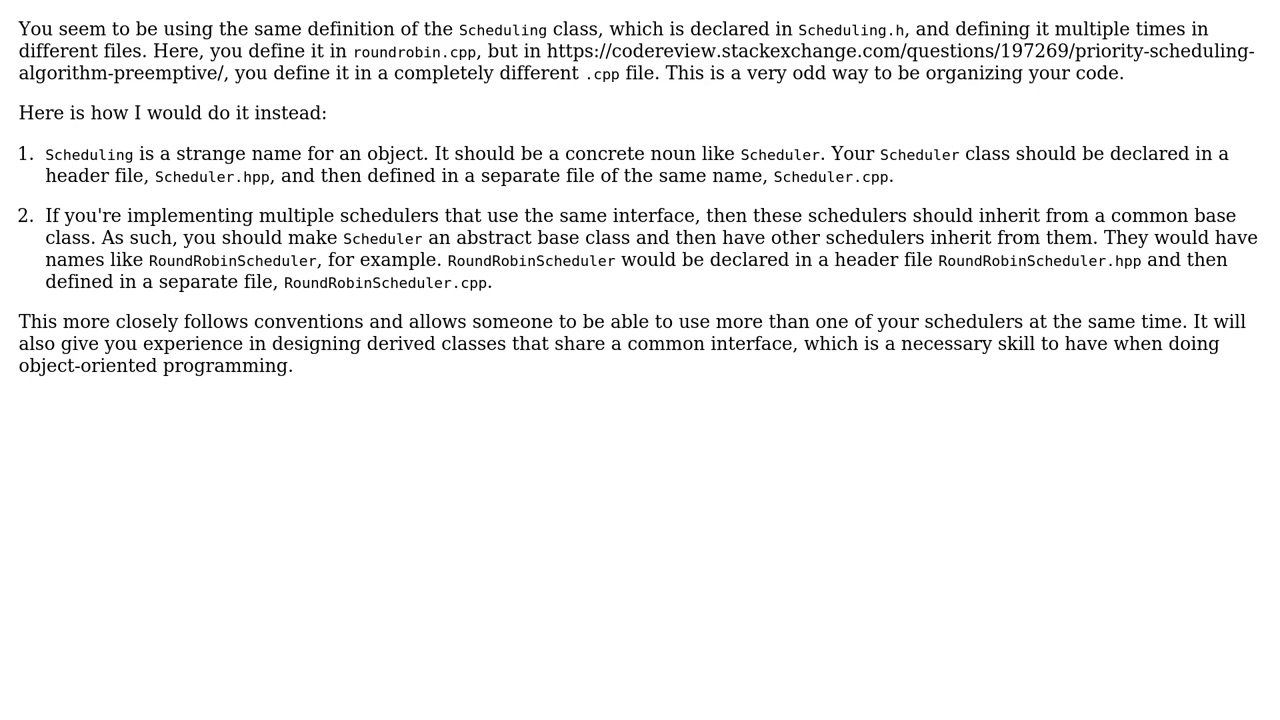 You seem to be using the same definition of the Scheduling class, which is declared in Scheduling.h, and defining it multiple times in
different files. Here, you define it in roundrobin.cpp, but in https://codereview.stackexchange.com/questions/197269/priority-scheduling-
algorithm-preemptive/, you define it in a completely different .cpp file. This is a very odd way to be organizing your code.
Here is how I would do it instead:
1. Scheduling is a strange name for an object. It should be a concrete noun like Scheduler. Your Scheduler class should be declared in a
header file, Scheduler.hpp, and then defined in a separate file of the same name, Scheduler.cpp.
2. If you're implementing multiple schedulers that use the same interface, then these schedulers should inherit from a common base
class. As such, you should make Scheduler an abstract base class and then have other schedulers inherit from them. They would have
names like RoundRobinScheduler, for example. RoundRobinScheduler would be declared in a header file RoundRobinScheduler.hpp and then
defined in a separate file, RoundRobinScheduler.cpp.
This more closely follows conventions and allows someone to be able to use more than one of your schedulers at the same time. It will
also give you experience in designing derived classes that share a common interface, which is a necessary skill to have when doing
object-oriented programming.